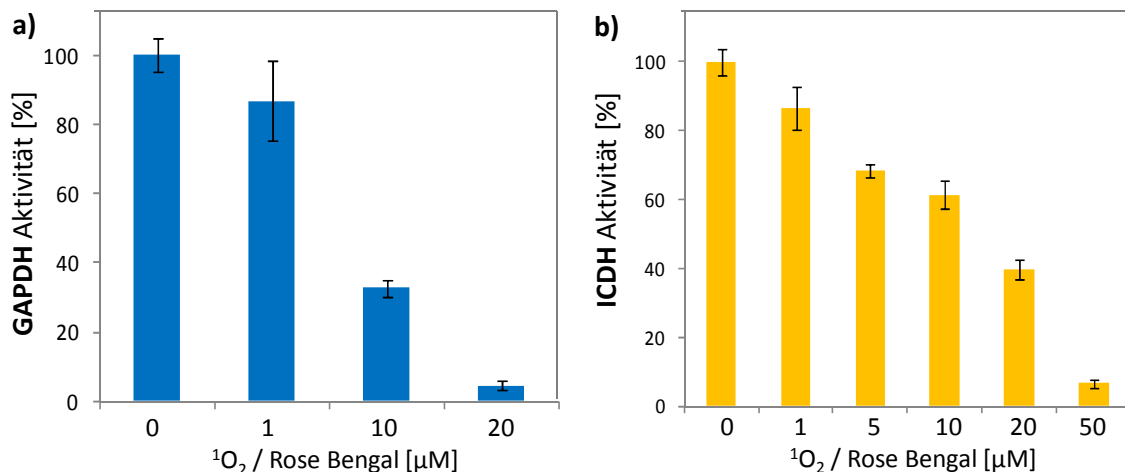 a)
GAPDH Aktivität [%]
100
80
60
40
20
0
0 1 10 20
¹O₂ / Rose Bengal [µM]
b)
ICDH Aktivität [%]
100
80
60
40
20
0
0 1 5 10 20 50
¹O₂ / Rose Bengal [µM]